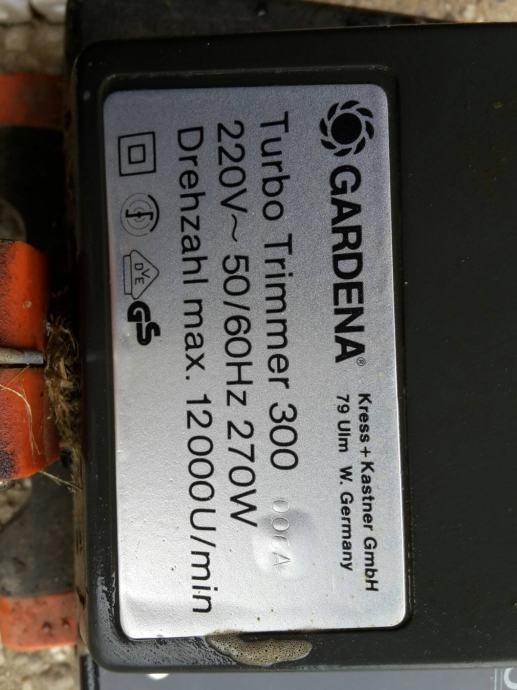 GARDENA®
Kress + Kastner GmbH
79 Ulm W. Germany
Turbo Trimmer 300
220V~ 50/60Hz 270W
Drehzahl max. 12000U/min
DVE
GS